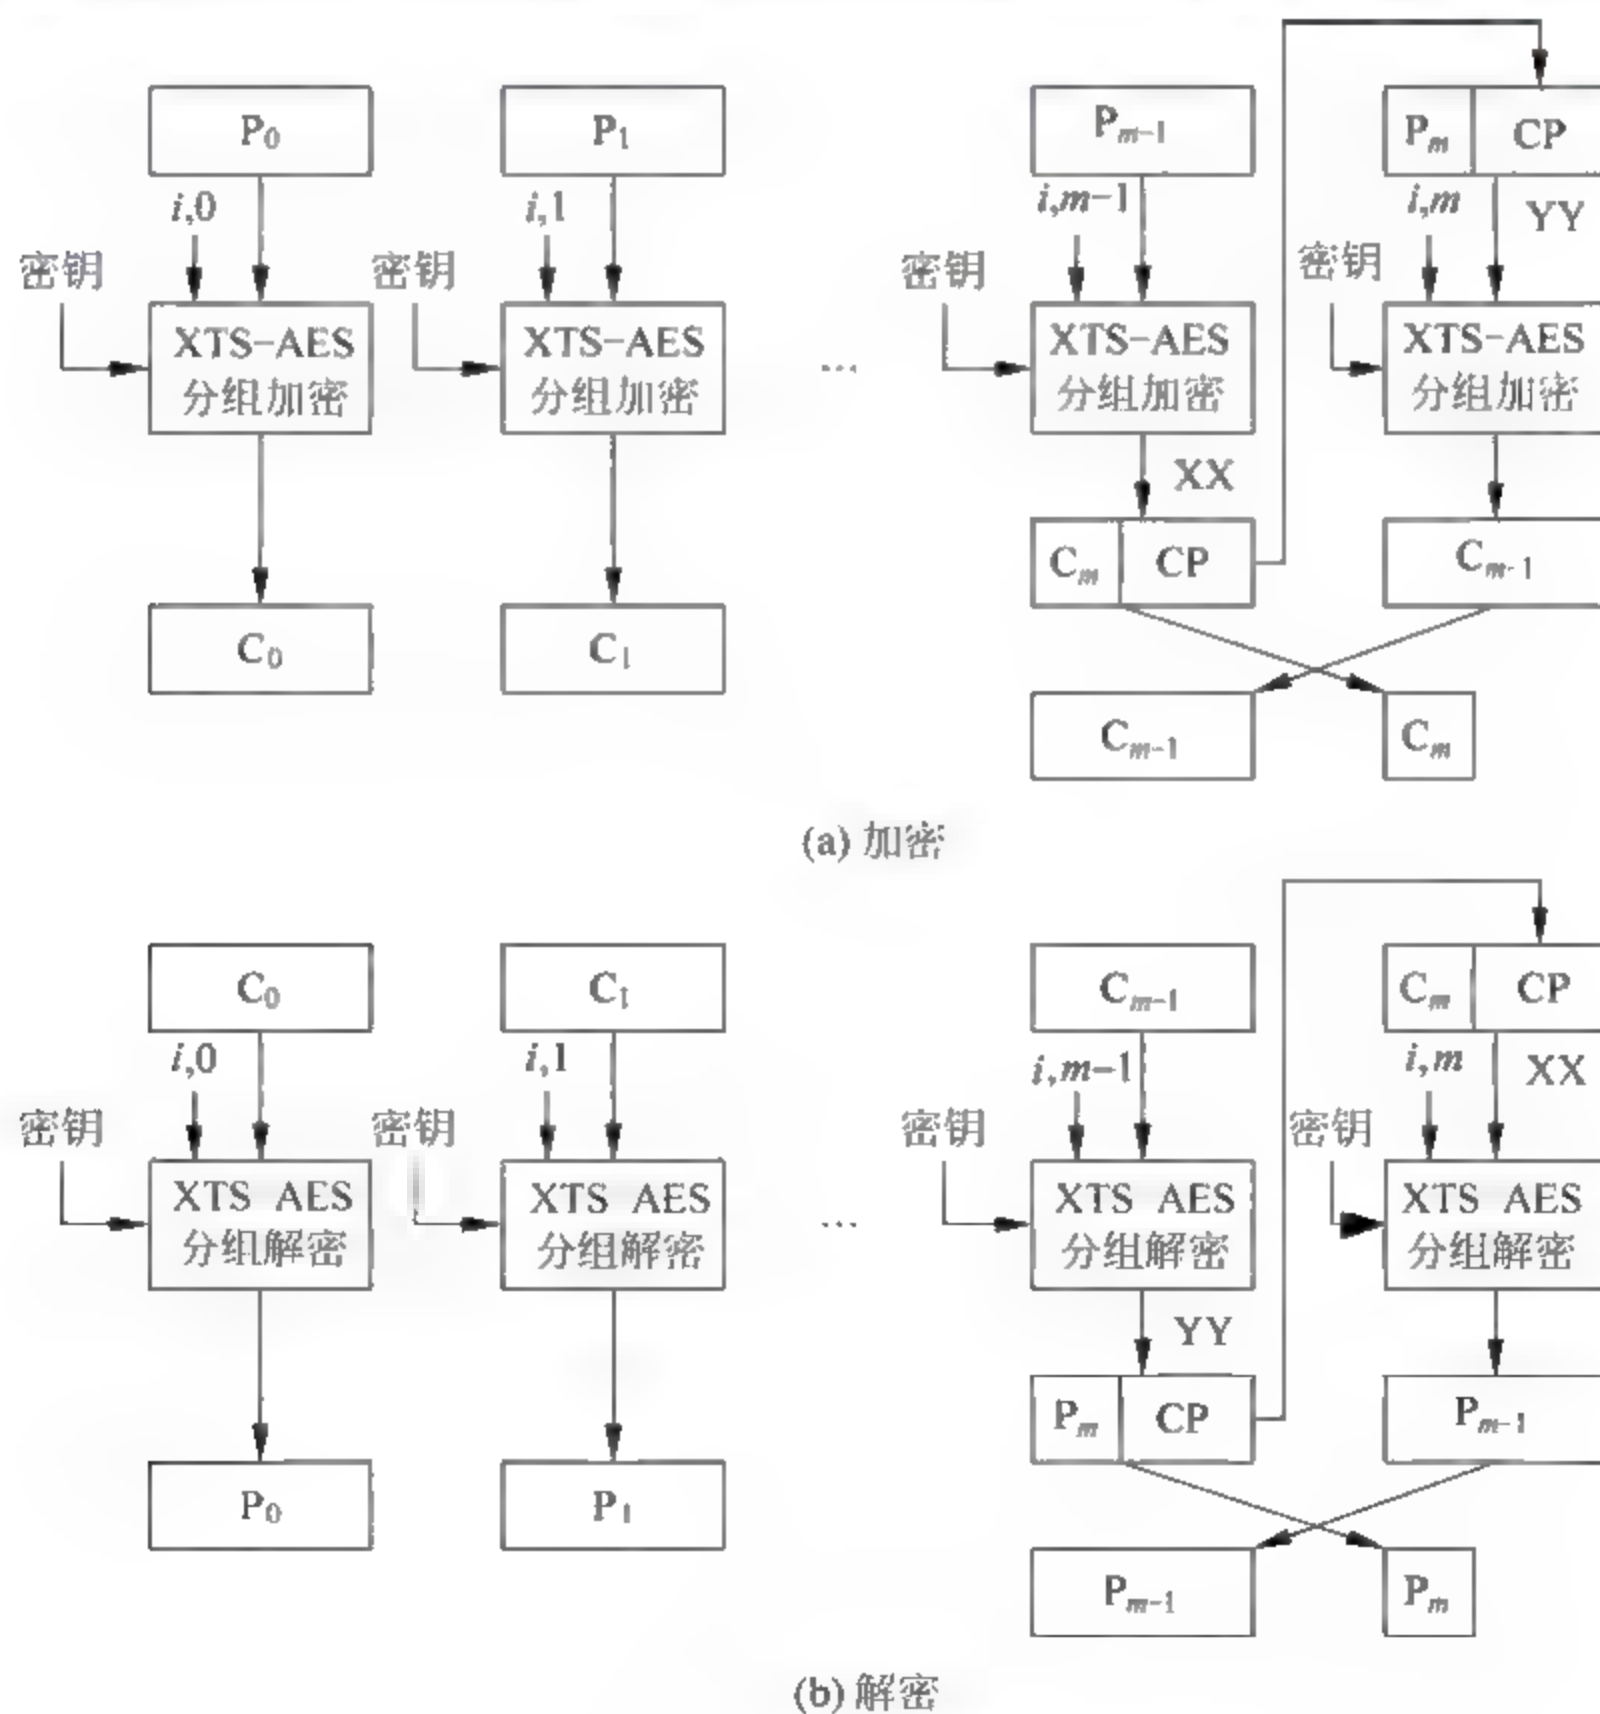 P0 P1 Pm-1 Pm CP
i,0 i,1 i,m-1 i,m YY
密钥 密钥 密钥 密钥
XTS-AES XTS-AES XTS-AES XTS-AES
分组加密 分组加密 … 分组加密 分组加密
XX
Cm CP Cm-1
C0 C1
Cm-1 Cm
(a) 加密
C0 C1 Cm-1 Cm CP
i,0 i,1 i,m-1 i,m XX
密钥 密钥 密钥 密钥
XTS AES XTS AES XTS AES XTS AES
分组解密 分组解密 … 分组解密 分组解密
YY
Pm CP Pm-1
P0 P1
Pm-1 Pm
(b) 解密